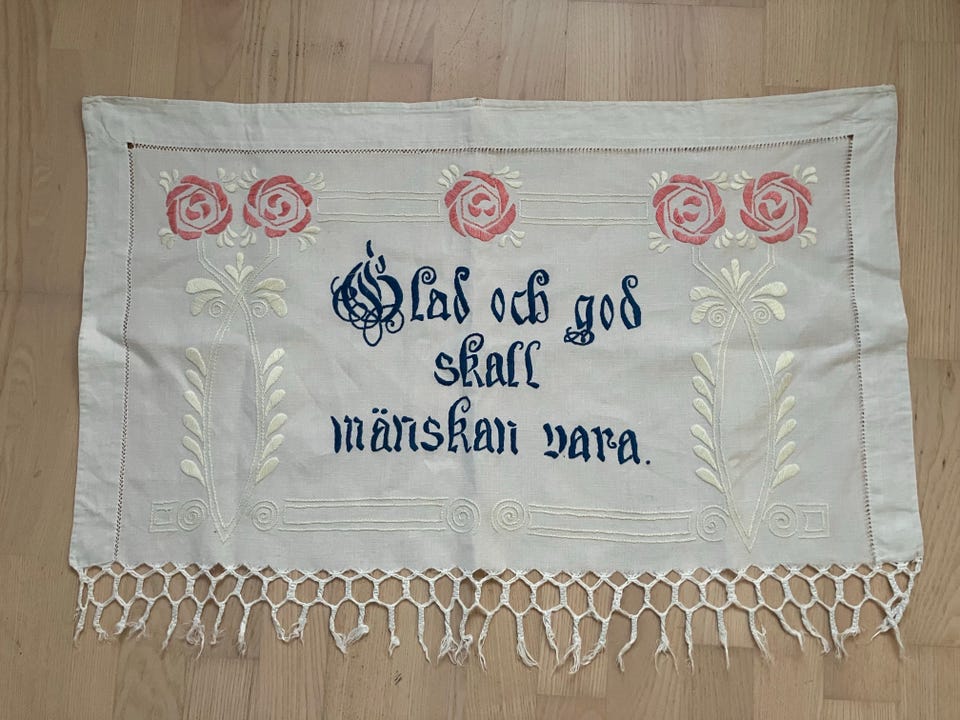 Glad och god
skall
mänskan vara.